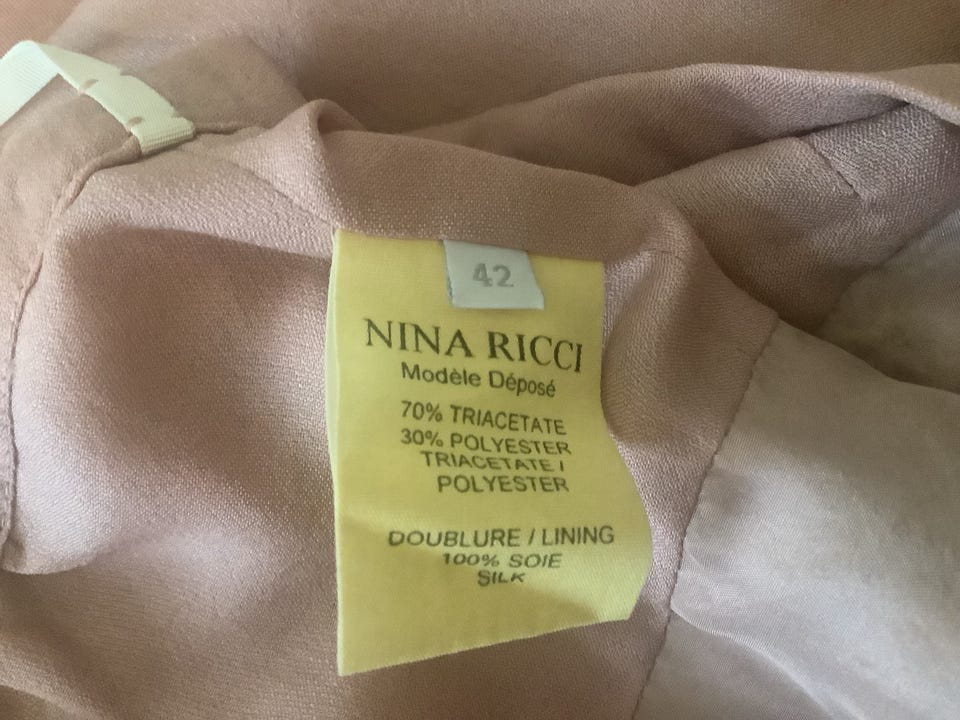 42
NINA RICCI
Modèle Déposé
70% TRIACETATE
30% POLYESTER
TRIACETATE I
POLYESTER
DOUBLURE / LINING
100% SOIE
SILK